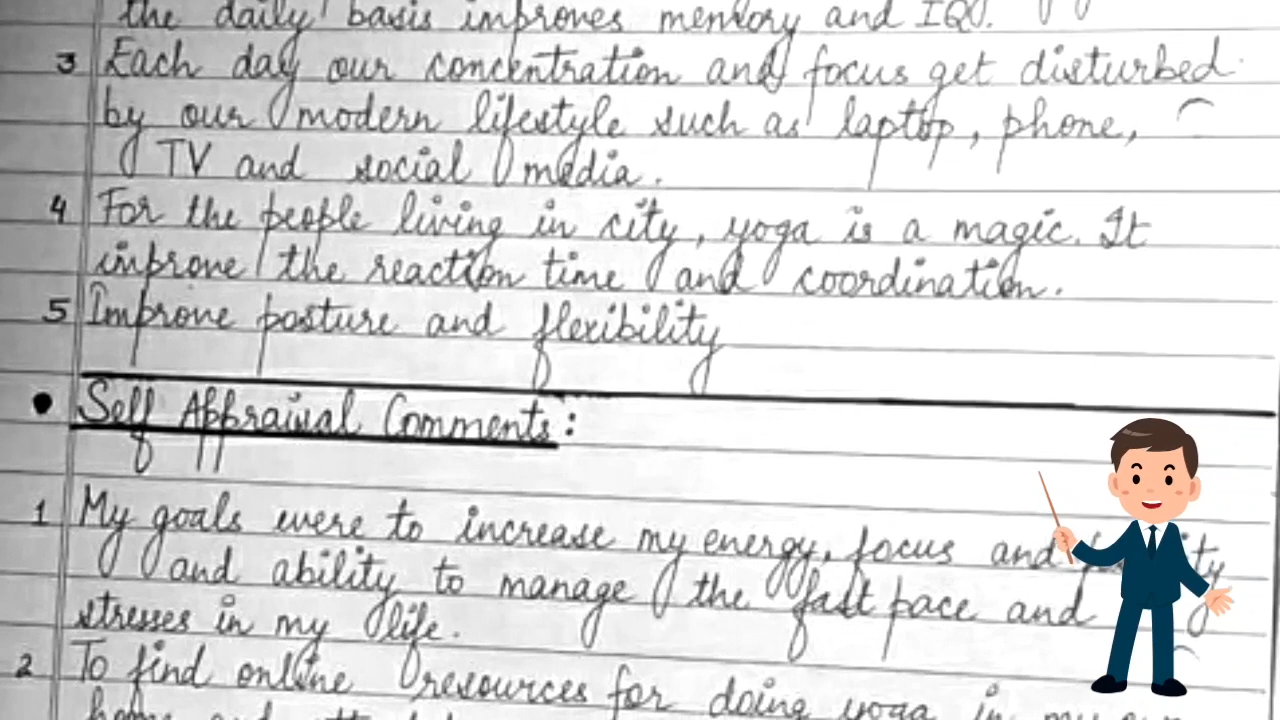 the daily basis improves memory and IQ.
3 Each day our concentration and focus get disturbed
by our modern lifestyle such as laptop, phone,
TV and social media.
4 For the people living in city, yoga is a magic. It
improve the reaction time and coordination.
5 Improve posture and flexibility
• Self Appraisal Comments:
1 My goals were to increase my energy, focus and
and ability to manage the fast pace and
stresses in my life.
2 To find online resources for doing yoga in my